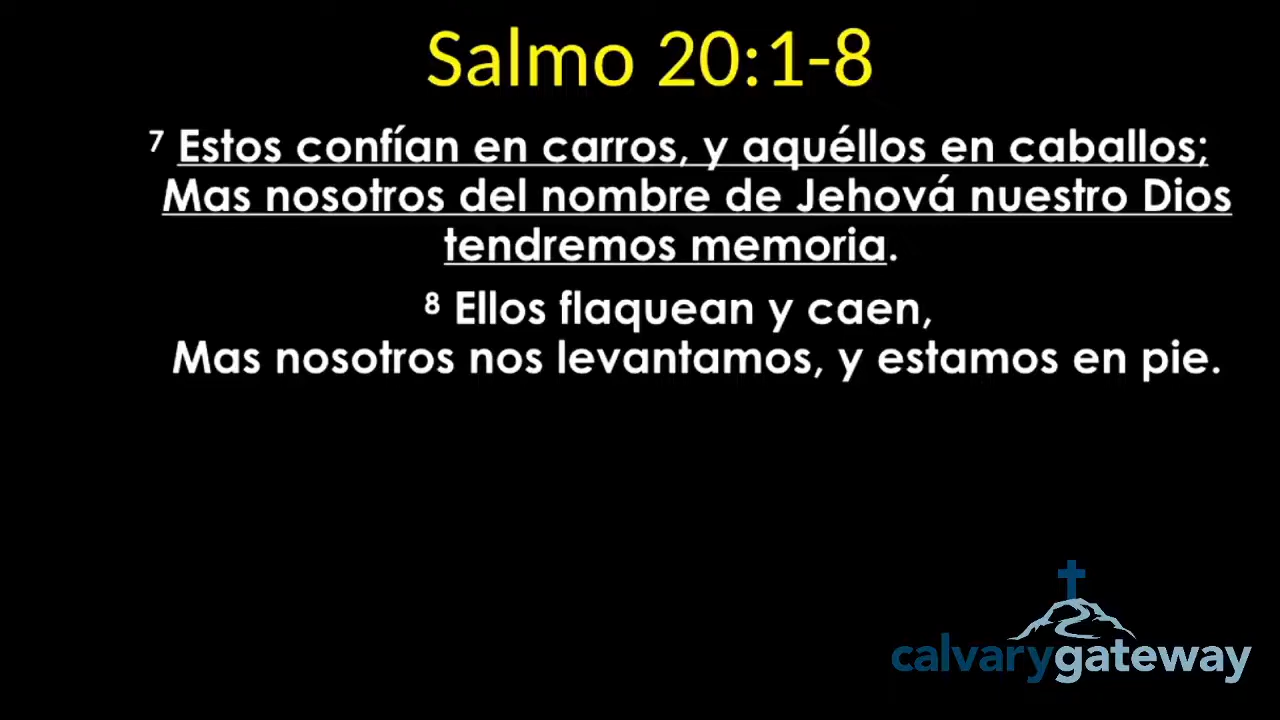 Salmo 20:1-8
7 Estos confían en carros, y aquéllos en caballos;
Mas nosotros del nombre de Jehová nuestro Dios
tendremos memoria.
8 Ellos flaquean y caen,
Mas nosotros nos levantamos, y estamos en pie.
calvarygateway